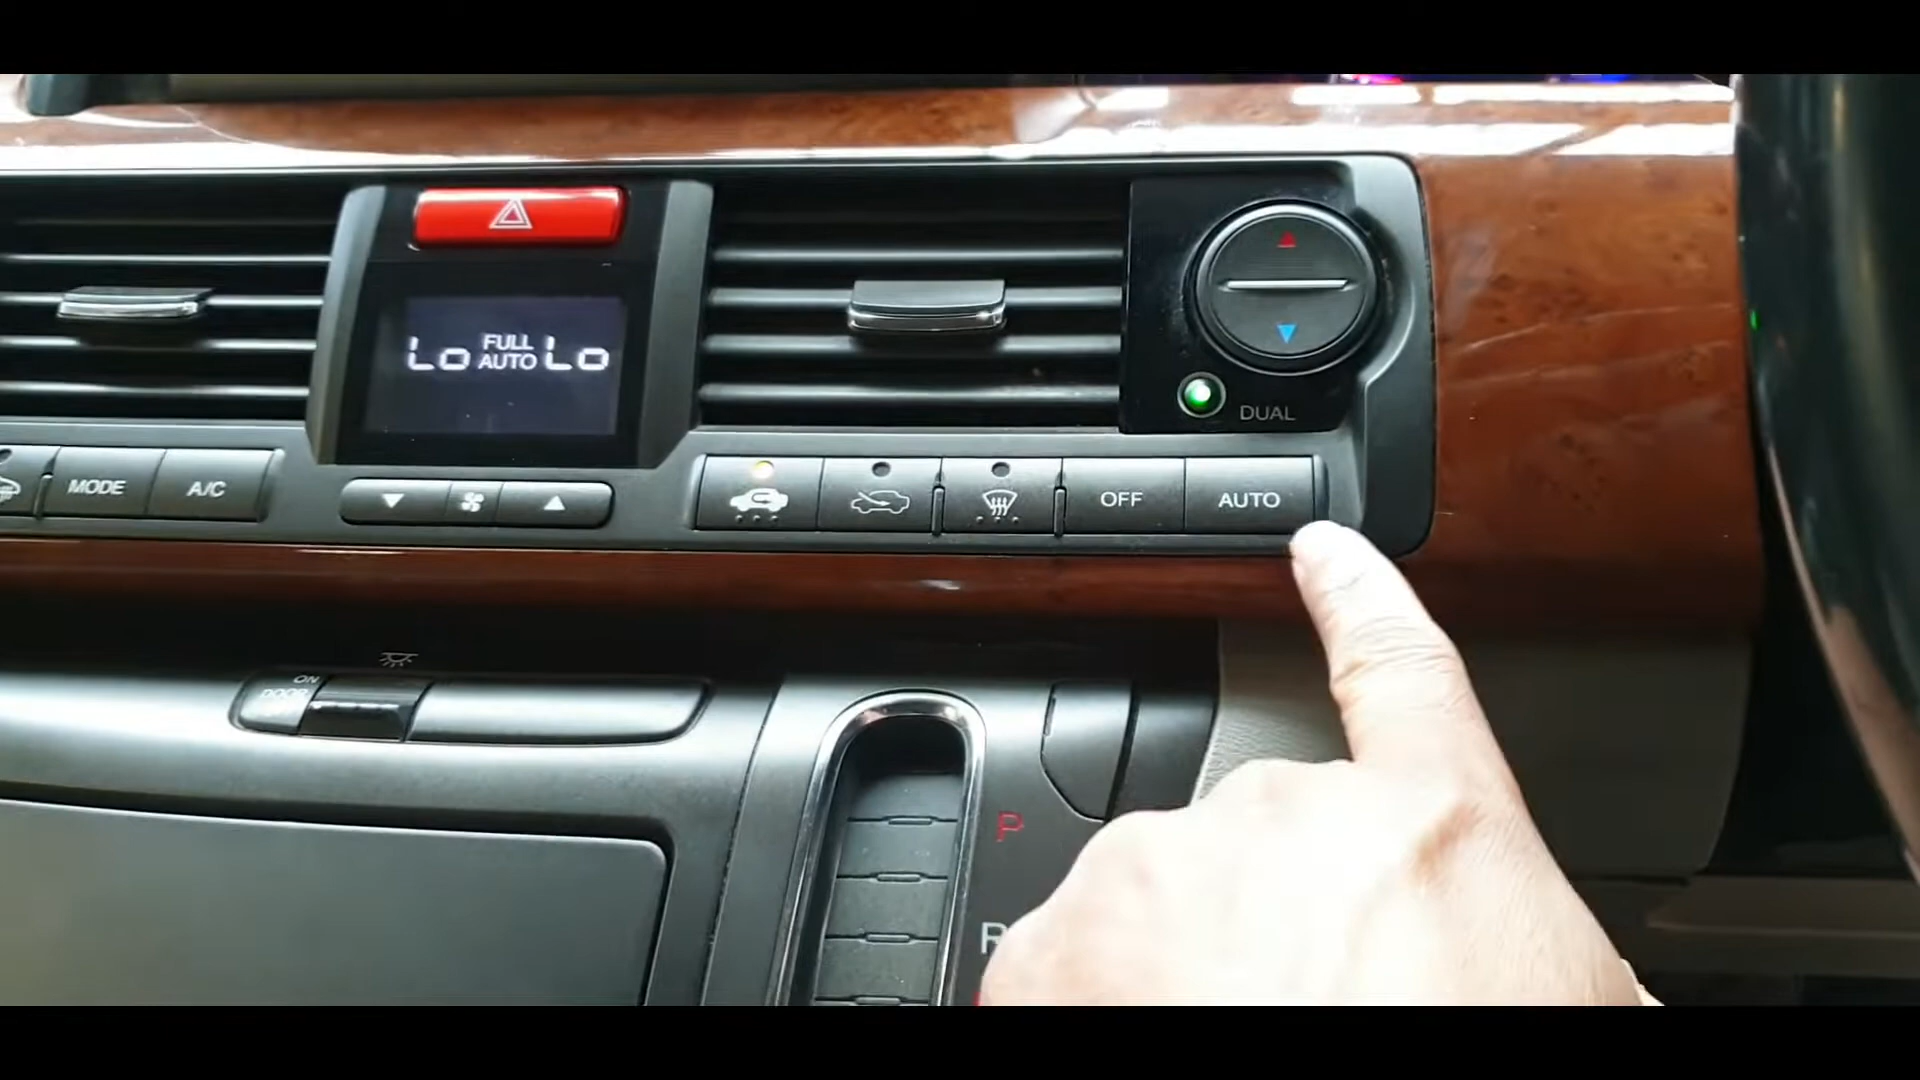 Lo FULL AUTO Lo
DUAL
MODE
A/C
OFF
AUTO
ON
DOOR
P
R